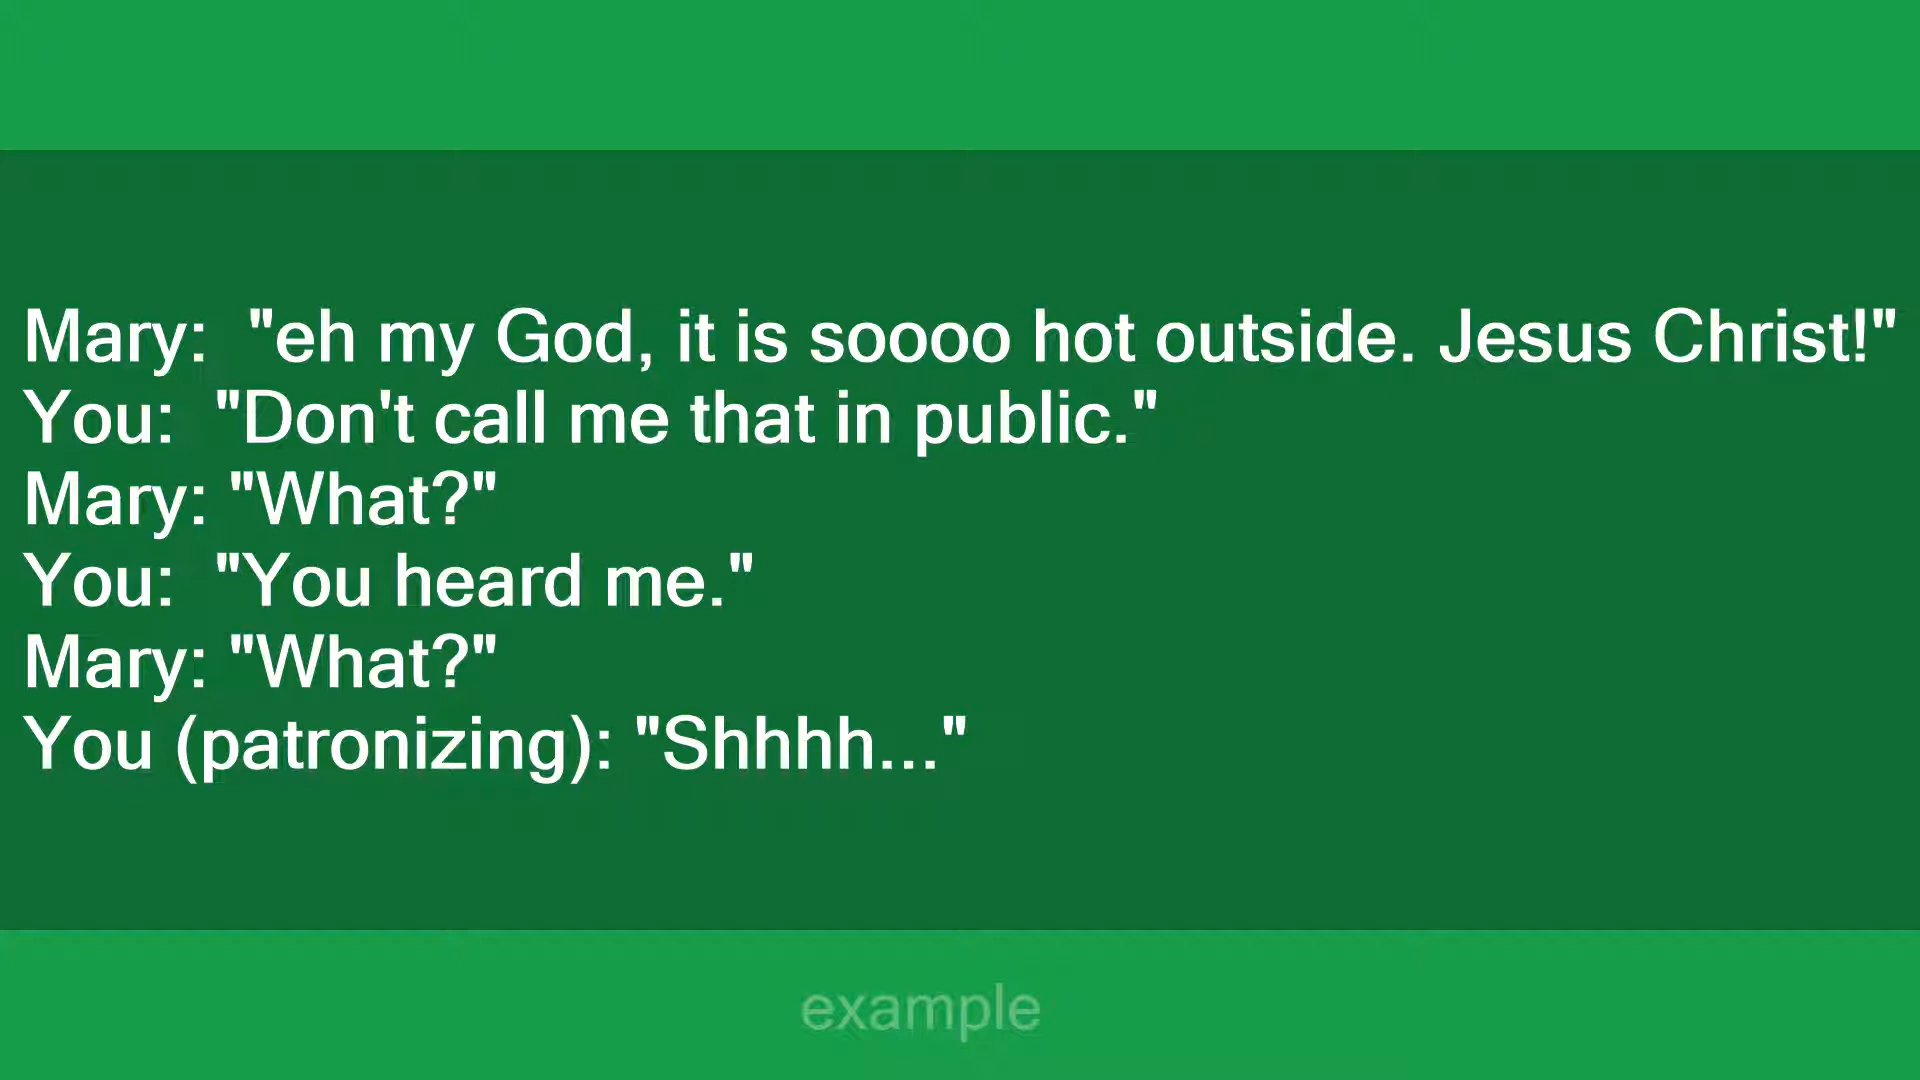 Mary:  "eh my God, it is soooo hot outside. Jesus Christ!"
You:  "Don't call me that in public."
Mary: "What?"
You:  "You heard me."
Mary: "What?"
You (patronizing): "Shhhh..."
example